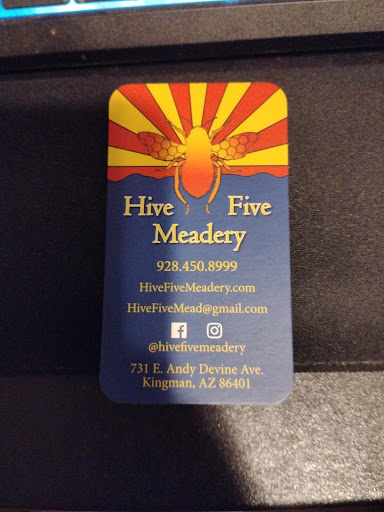 Hive Five
Meadery
928.450.8999
HiveFiveMeadery.com
HiveFiveMead@gmail.com
@hivefivemeadery
731 E. Andy Devine Ave.
Kingman, AZ 86401